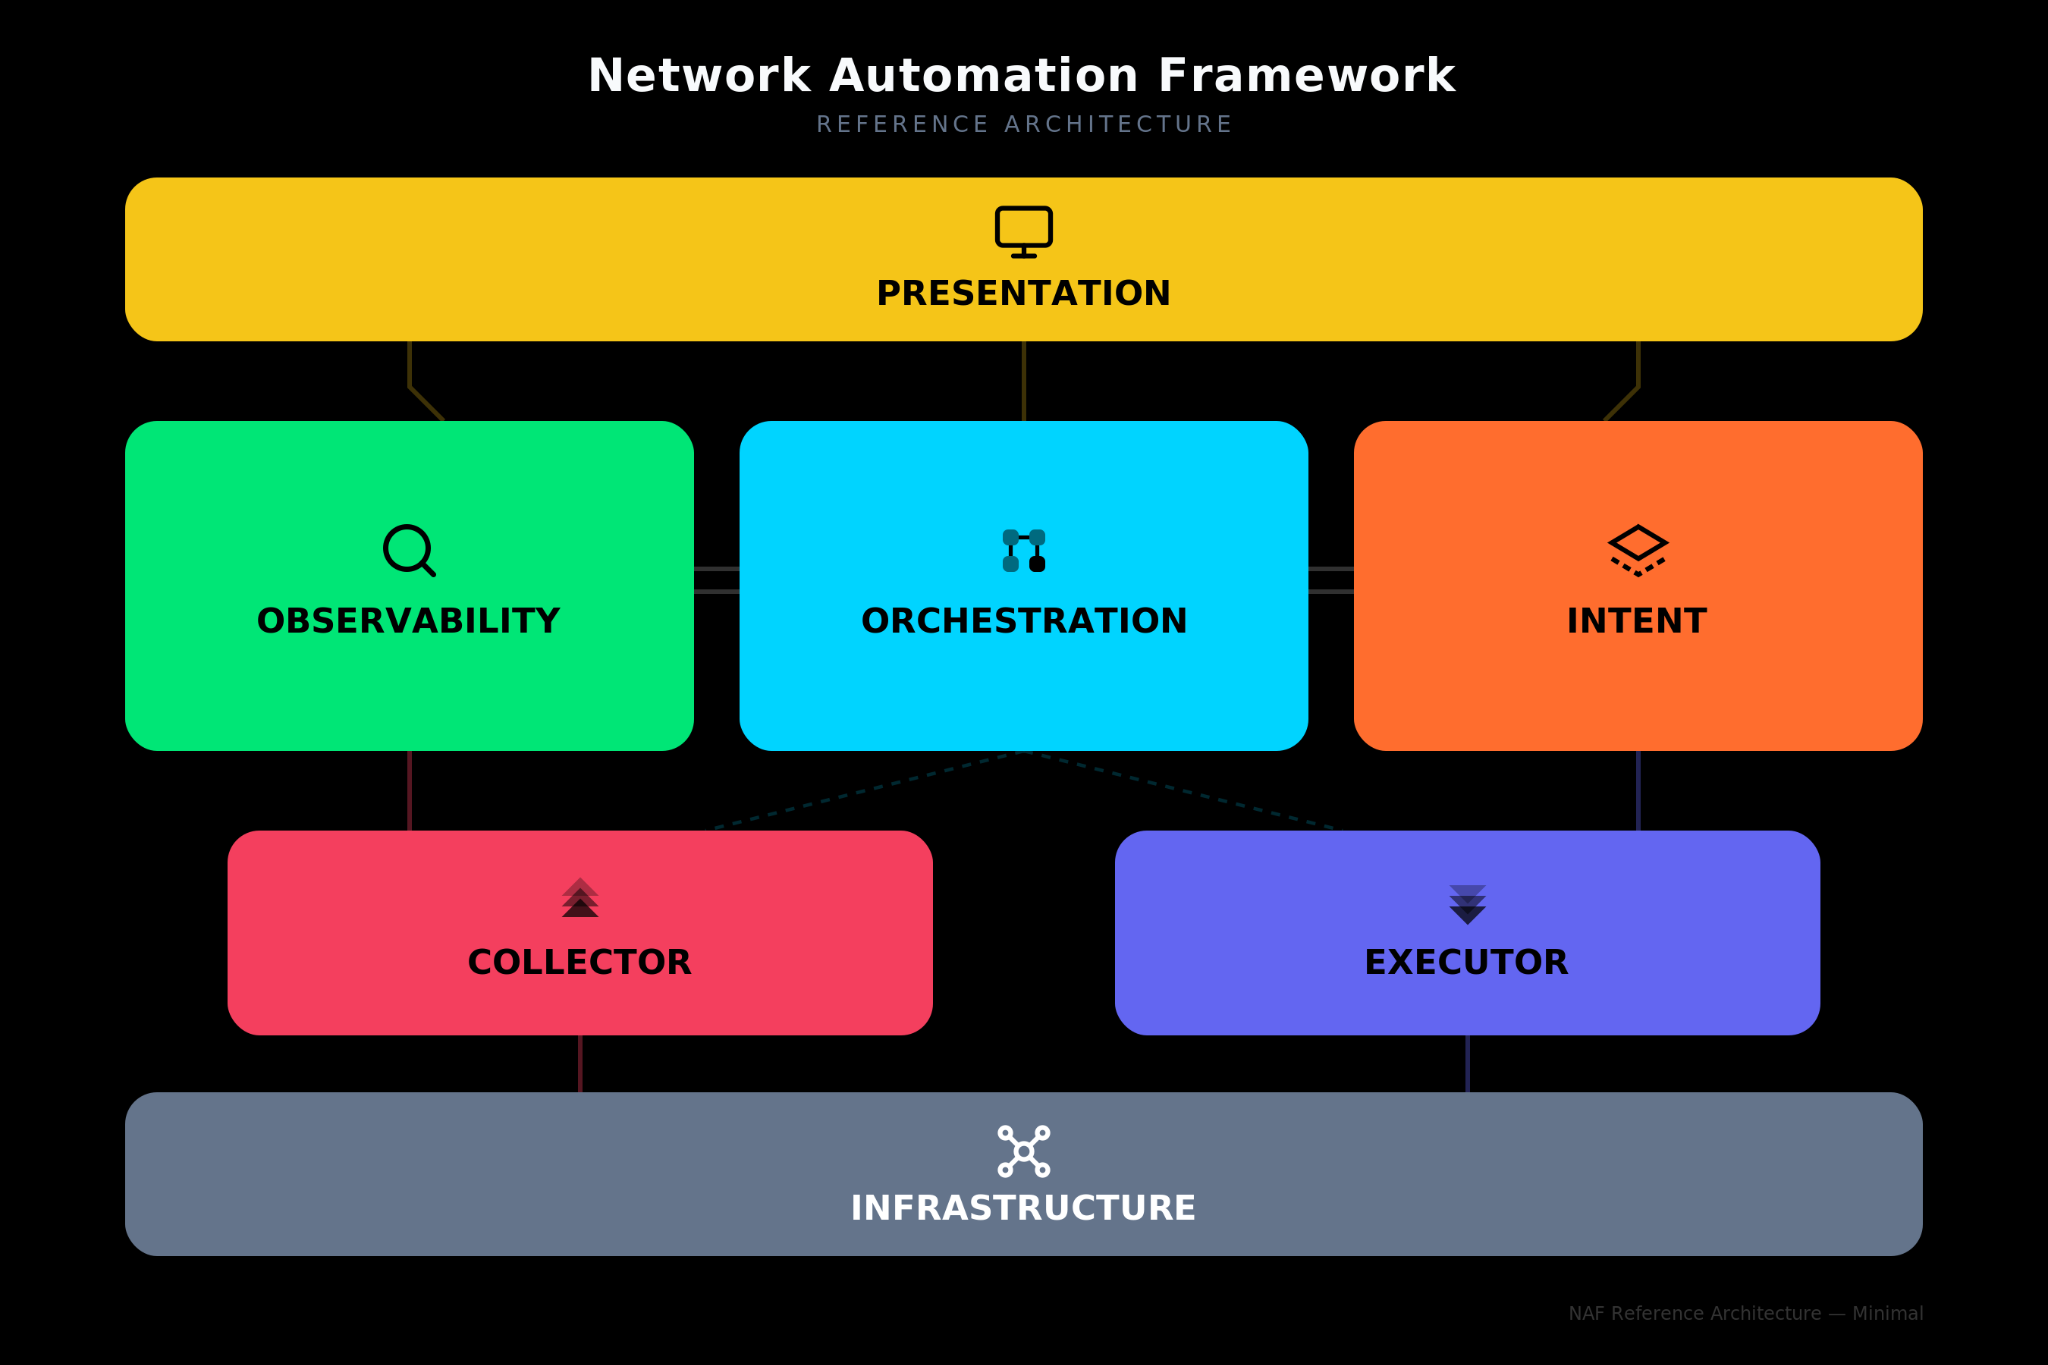 Network Automation Framework
REFERENCE ARCHITECTURE
PRESENTATION
OBSERVABILITY
ORCHESTRATION
INTENT
COLLECTOR
EXECUTOR
INFRASTRUCTURE
NAF Reference Architecture — Minimal